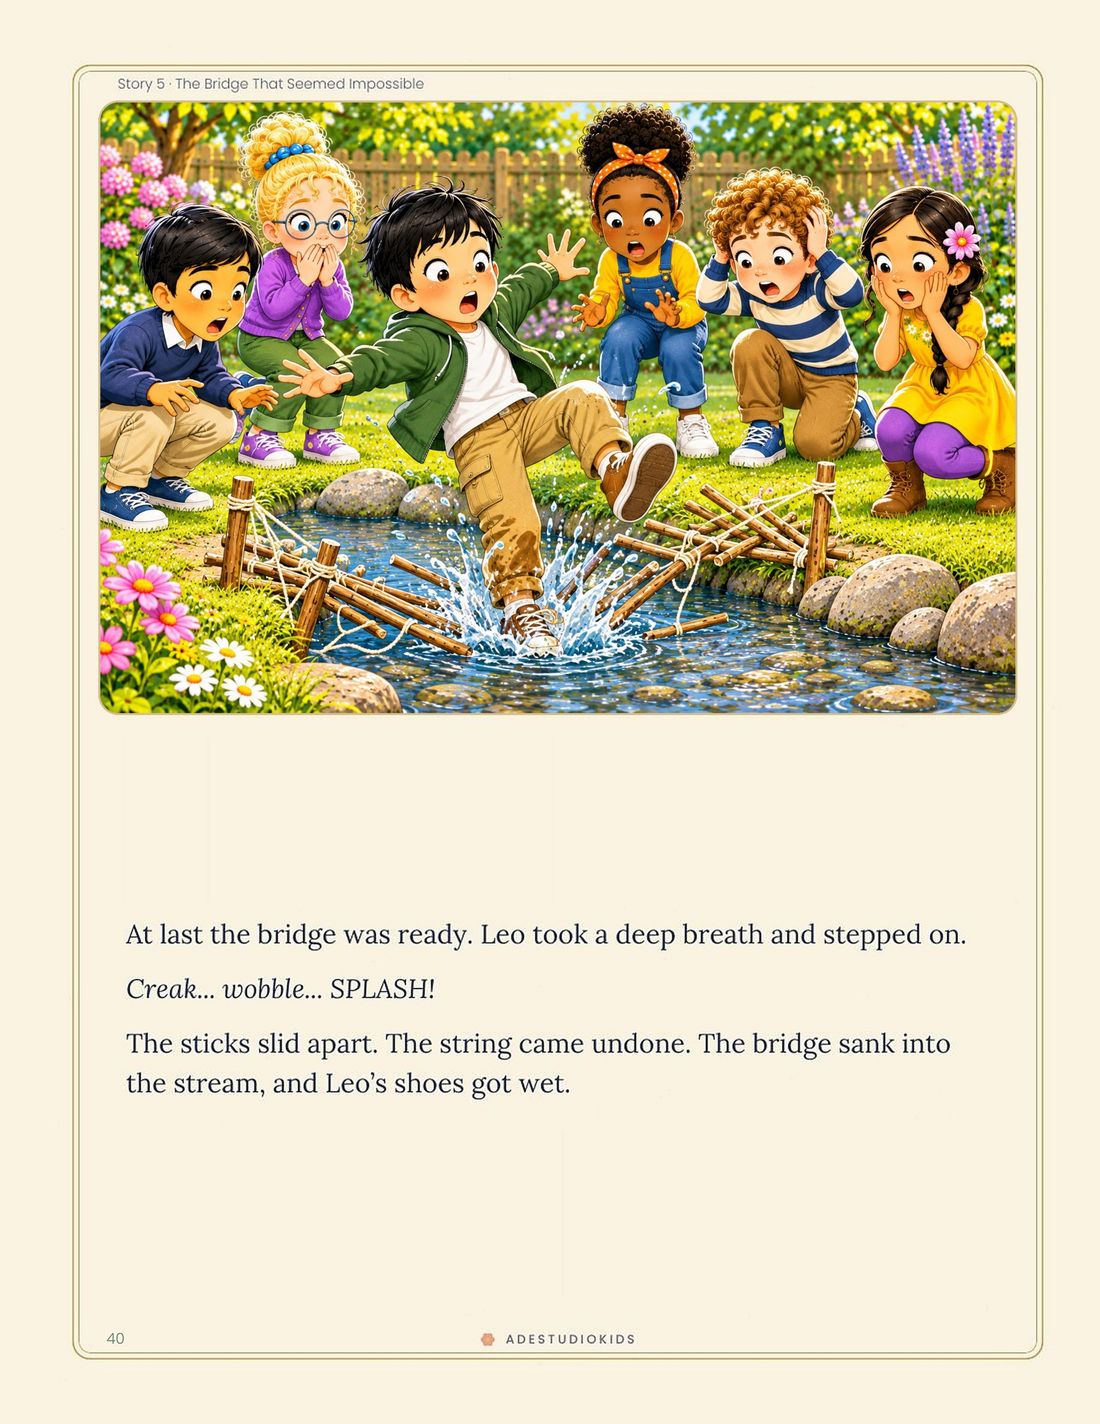 Story 5 · The Bridge That Seemed Impossible
At last the bridge was ready. Leo took a deep breath and stepped on.
Creak... wobble... SPLASH!
The sticks slid apart. The string came undone. The bridge sank into
the stream, and Leo’s shoes got wet.
40
ADESTUDIOKIDS